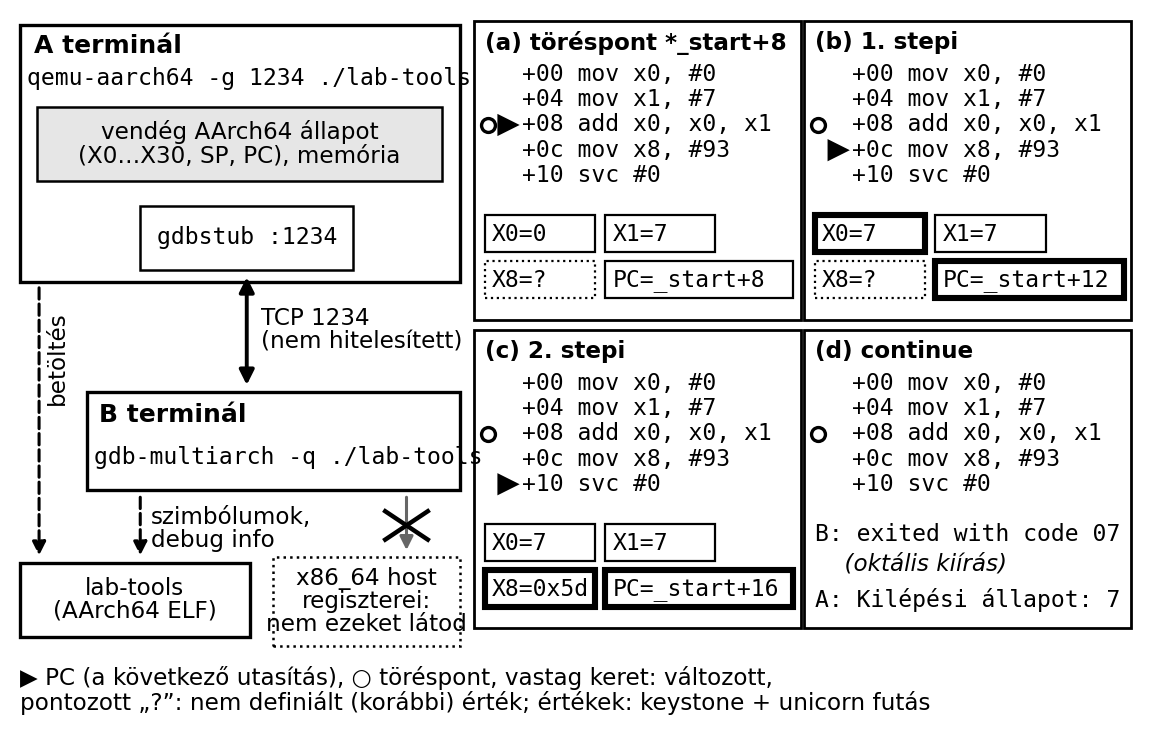 A terminál
qemu-aarch64 -g 1234 ./lab-tools
vendég AArch64 állapot
(X0…X30, SP, PC), memória
gdbstub :1234
betöltés
TCP 1234
(nem hitelesített)
B terminál
gdb-multiarch -q ./lab-tools
szimbólumok,
debug info
lab-tools
(AArch64 ELF)
x86_64 host
regiszterei:
nem ezeket látod
(a) töréspont *_start+8
+00 mov x0, #0
+04 mov x1, #7
+08 add x0, x0, x1
+0c mov x8, #93
+10 svc #0
X0=0
X1=7
X8=?
PC=_start+8
(b) 1. stepi
+00 mov x0, #0
+04 mov x1, #7
+08 add x0, x0, x1
+0c mov x8, #93
+10 svc #0
X0=7
X1=7
X8=?
PC=_start+12
(c) 2. stepi
+00 mov x0, #0
+04 mov x1, #7
+08 add x0, x0, x1
+0c mov x8, #93
+10 svc #0
X0=7
X1=7
X8=0x5d
PC=_start+16
(d) continue
+00 mov x0, #0
+04 mov x1, #7
+08 add x0, x0, x1
+0c mov x8, #93
+10 svc #0
B: exited with code 07
(oktális kiírás)
A: Kilépési állapot: 7
▶ PC (a következő utasítás), ○ töréspont, vastag keret: változott,
pontozott „?”: nem definiált (korábbi) érték; értékek: keystone + unicorn futás